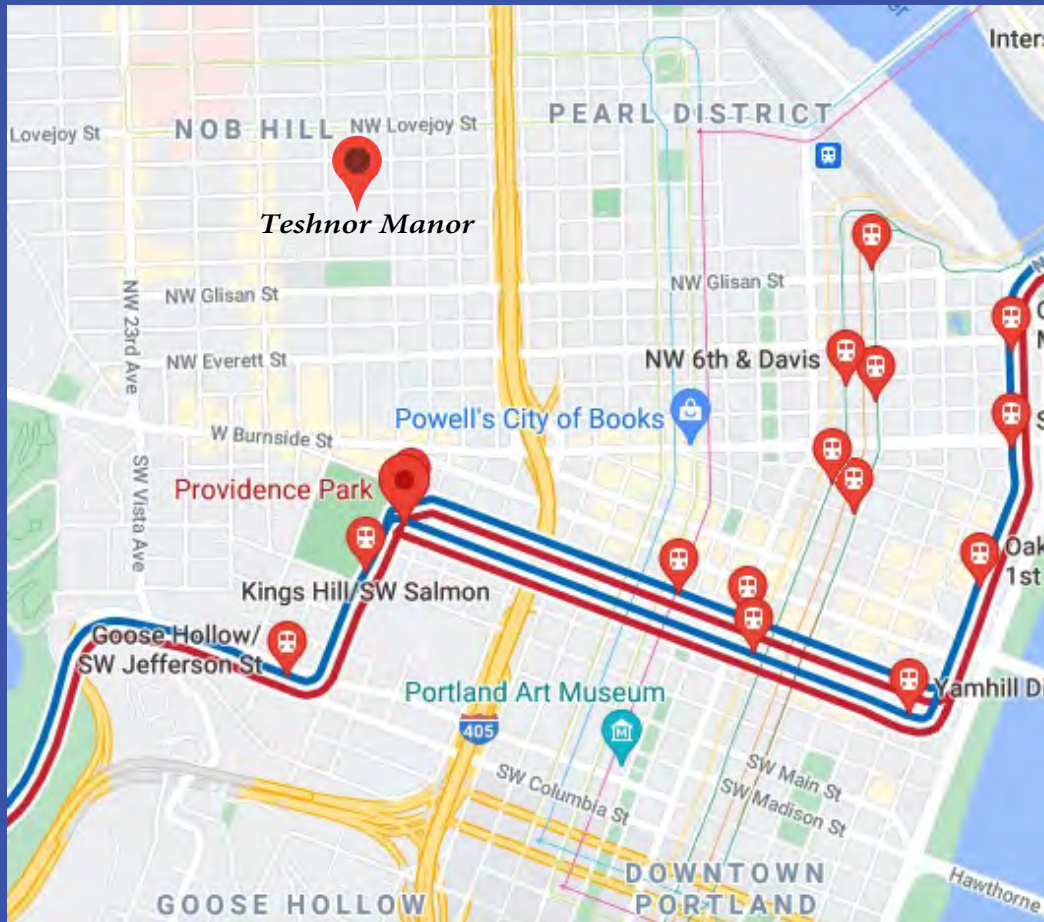 Inters
PEARL DISTRICT
Lovejoy St
NOB HILL
NW Lovejoy St
Teshnor Manor
NW 23rd Ave
NW Glisan St
NW Glisan St
NW Everett St
NW 6th & Davis
Powell's City of Books
W Burnside St
SW Vista Ave
Providence Park
Kings Hill/SW Salmon
Oak
1st
Goose Hollow/
SW Jefferson St
Portland Art Museum
Yamhill Di
405
SW Main St
SW Columbia St
SW Madison St
DOWNTOWN
PORTLAND
Hawthorne
GOOSE HOLLOW